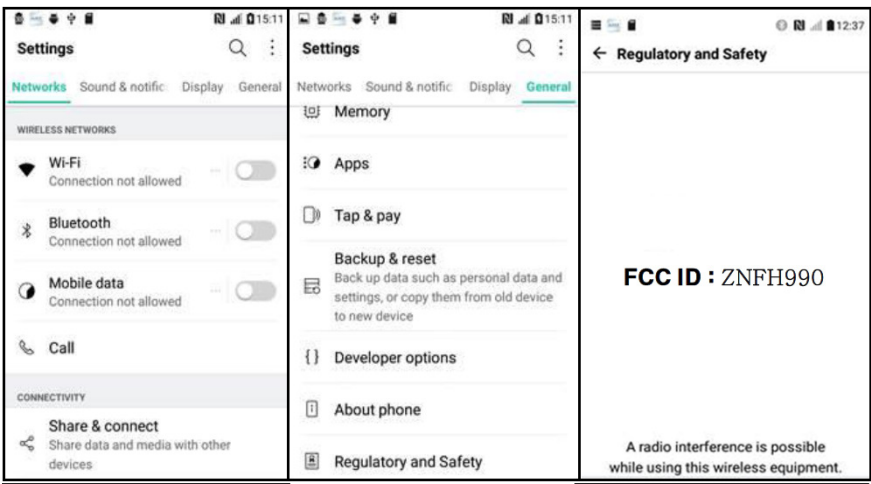 15:11
Settings
Networks Sound & notific Display General
WIRELESS NETWORKS
Wi-Fi
Connection not allowed
Bluetooth
Connection not allowed
Mobile data
Connection not allowed
Call
CONNECTIVITY
Share & connect
Share data and media with other
devices
15:11
Settings
Networks Sound & notific Display General
Memory
Apps
Tap & pay
Backup & reset
Back up data such as personal data and
settings, or copy them from old device
to new device
Developer options
About phone
Regulatory and Safety
12:37
Regulatory and Safety
FCC ID : ZNFH990
A radio interference is possible
while using this wireless equipment.